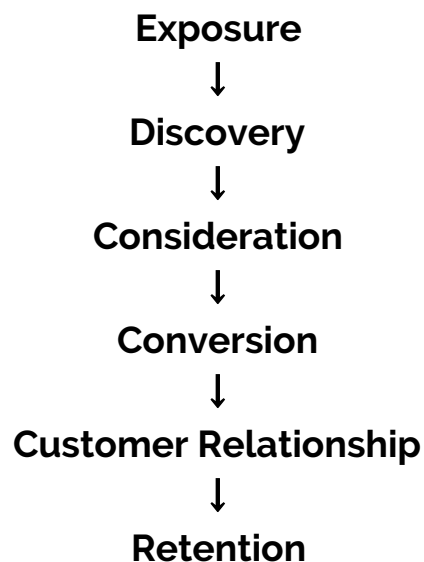 Exposure
↓
Discovery
↓
Consideration
↓
Conversion
↓
Customer Relationship
↓
Retention